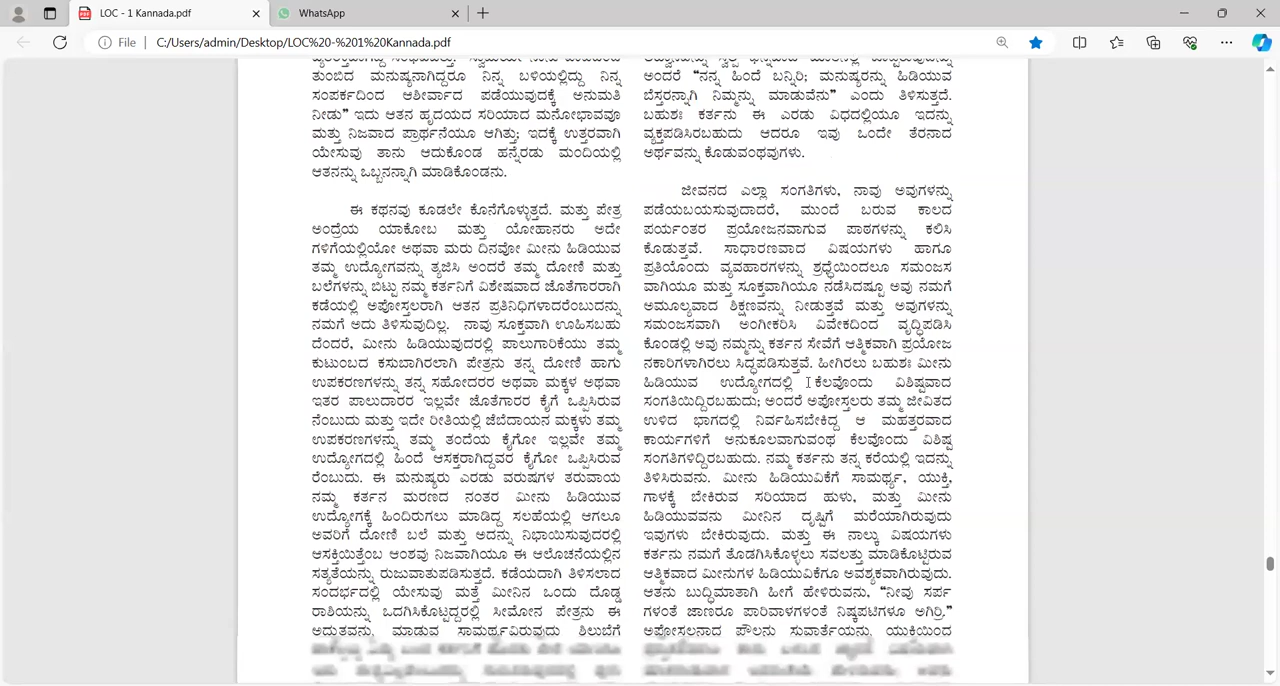 LOC - 1 Kannada.pdf
WhatsApp
File
C:/Users/admin/Desktop/LOC%20-%201%20Kannada.pdf
ತುಂಬಿದ ಮನುಷ್ಯನಾಗಿದ್ದರೂ ನಿನ್ನ ಬಳಿಯಲ್ಲಿದ್ದು ನಿನ್ನ
ಸಂಪರ್ಕದಿಂದ ಆಶೀರ್ವಾದ ಪಡೆಯುವುದಕ್ಕೆ ಅನುಮತಿ
ನೀಡು” ಇದು ಆತನ ಹೃದಯದ ಸರಿಯಾದ ಮನೋಭಾವವೂ
ಮತ್ತು ನಿಜವಾದ ಪ್ರಾರ್ಥನೆಯೂ ಆಗಿತ್ತು; ಇದಕ್ಕೆ ಉತ್ತರವಾಗಿ
ಯೇಸುವು ತಾನು ಆದುಕೊಂಡ ಹನ್ನೆರಡು ಮಂದಿಯಲ್ಲಿ
ಆತನನ್ನು ಒಬ್ಬನನ್ನಾಗಿ ಮಾಡಿಕೊಂಡನು.
ಈ ಕಥನವು ಕೂಡಲೇ ಕೊನೆಗೊಳ್ಳುತ್ತದೆ. ಮತ್ತು ಪೇತ್ರ
ಅಂದ್ರೆಯ ಯಾಕೋಬ ಮತ್ತು ಯೋಹಾನರು ಅದೇ
ಗಳಿಗೆಯಲ್ಲಿಯೋ ಅಥವಾ ಮರು ದಿನವೋ ಮೀನು ಹಿಡಿಯುವ
ತಮ್ಮ ಉದ್ಯೋಗವನ್ನು ತ್ಯಜಿಸಿ ಅಂದರೆ ತಮ್ಮ ದೋಣಿ ಮತ್ತು
ಬಲೆಗಳನ್ನು ಬಿಟ್ಟು ನಮ್ಮ ಕರ್ತನಿಗೆ ವಿಶೇಷವಾದ ಜೊತೆಗಾರರಾಗಿ
ಕಡೆಯಲ್ಲಿ ಅಪೋಸ್ತಲರಾಗಿ ಆತನ ಪ್ರತಿನಿಧಿಗಳಾದರೆಂಬುದನ್ನು
ನಮಗೆ ಅದು ತಿಳಿಸುವುದಿಲ್ಲ. ನಾವು ಸೂಕ್ತವಾಗಿ ಊಹಿಸಬಹು
ದೆಂದರೆ, ಮೀನು ಹಿಡಿಯುವುದರಲ್ಲಿ ಪಾಲುಗಾರಿಕೆಯು ತಮ್ಮ
ಕುಟುಂಬದ ಕಸುಬಾಗಿರಲಾಗಿ ಪೇತ್ರನು ತನ್ನ ದೋಣಿ ಹಾಗು
ಉಪಕರಣಗಳನ್ನು ತನ್ನ ಸಹೋದರರ ಅಥವಾ ಮಕ್ಕಳ ಅಥವಾ
ಇತರ ಪಾಲುದಾರರ ಇಲ್ಲವೇ ಜೊತೆಗಾರರ ಕೈಗೆ ಒಪ್ಪಿಸಿರುವ
ನೆಂಬುದು ಮತ್ತು ಇದೇ ರೀತಿಯಲ್ಲಿ ಜೆಬೆದಾಯನ ಮಕ್ಕಳು ತಮ್ಮ
ಉಪಕರಣಗಳನ್ನು ತಮ್ಮ ತಂದೆಯ ಕೈಗೋ ಇಲ್ಲವೇ ತಮ್ಮ
ಉದ್ಯೋಗದಲ್ಲಿ ಹಿಂದೆ ಆಸಕ್ತರಾಗಿದ್ದವರ ಕೈಗೋ ಒಪ್ಪಿಸಿರುವ
ರೆಂಬುದು. ಈ ಮನುಷ್ಯರು ಎರಡು ವರುಷಗಳ ತರುವಾಯ
ನಮ್ಮ ಕರ್ತನ ಮರಣದ ನಂತರ ಮೀನು ಹಿಡಿಯುವ
ಉದ್ಯೋಗಕ್ಕೆ ಹಿಂದಿರುಗಲು ಮಾಡಿದ್ದ ಸಲಹೆಯಲ್ಲಿ ಆಗಲೂ
ಅವರಿಗೆ ದೋಣಿ ಬಲೆ ಮತ್ತು ಅದನ್ನು ನಿಭಾಯಿಸುವುದರಲ್ಲಿ
ಆಸಕ್ತಿಯಿತ್ತೆಂಬ ಅಂಶವು ನಿಜವಾಗಿಯೂ ಈ ಆಲೋಚನೆಯಲ್ಲಿನ
ಸತ್ಯತೆಯನ್ನು ರುಜುವಾತುಪಡಿಸುತ್ತದೆ. ಕಡೆಯದಾಗಿ ತಿಳಿಸಲಾದ
ಸಂದರ್ಭದಲ್ಲಿ ಯೇಸುವು ಮತ್ತೆ ಮೀನಿನ ಒಂದು ದೊಡ್ಡ
ರಾಶಿಯನ್ನು ಒದಗಿಸಿಕೊಟ್ಟದ್ದರಲ್ಲಿ ಸೀಮೋನ ಪೇತ್ರನು ಈ
ಅದ್ಭುತವನ್ನು ಮಾಡುವ ಸಾಮರ್ಥ್ಯವಿರುವುದು ಶಿಲುಬೆಗೆ
ಅಂದರೆ “ನನ್ನ ಹಿಂದೆ ಬನ್ನಿರಿ; ಮನುಷ್ಯರನ್ನು ಹಿಡಿಯುವ
ಬೆಸ್ತರನ್ನಾಗಿ ನಿಮ್ಮನ್ನು ಮಾಡುವೆನು” ಎಂದು ತಿಳಿಸುತ್ತದೆ.
ಬಹುಶಃ ಕರ್ತನು ಈ ಎರಡು ವಿಧದಲ್ಲಿಯೂ ಇದನ್ನು
ವ್ಯಕ್ತಪಡಿಸಿರಬಹುದು ಆದರೂ ಇವು ಒಂದೇ ತೆರನಾದ
ಅರ್ಥವನ್ನು ಕೊಡುವಂಥವುಗಳು.
ಜೀವನದ ಎಲ್ಲಾ ಸಂಗತಿಗಳು, ನಾವು ಅವುಗಳನ್ನು
ಪಡೆಯಬಯಸುವುದಾದರೆ, ಮುಂದೆ ಬರುವ ಕಾಲದ
ಪರ್ಯಂತರ ಪ್ರಯೋಜನವಾಗುವ ಪಾಠಗಳನ್ನು ಕಲಿಸಿ
ಕೊಡುತ್ತವೆ. ಸಾಧಾರಣವಾದ ವಿಷಯಗಳು ಹಾಗೂ
ಪ್ರತಿಯೊಂದು ವ್ಯವಹಾರಗಳನ್ನು ಶ್ರದ್ಧೆಯಿಂದಲೂ ಸಮಂಜಸ
ವಾಗಿಯೂ ಮತ್ತು ಸೂಕ್ತವಾಗಿಯೂ ನಡೆಸಿದಷ್ಟೂ ಅವು ನಮಗೆ
ಅಮೂಲ್ಯವಾದ ಶಿಕ್ಷಣವನ್ನು ನೀಡುತ್ತವೆ ಮತ್ತು ಅವುಗಳನ್ನು
ಸಮಂಜಸವಾಗಿ ಅಂಗೀಕರಿಸಿ ವಿವೇಕದಿಂದ ವೃದ್ಧಿಪಡಿಸಿ
ಕೊಂಡಲ್ಲಿ ಅವು ನಮ್ಮನ್ನು ಕರ್ತನ ಸೇವೆಗೆ ಆತ್ಮಿಕವಾಗಿ ಪ್ರಯೋಜ
ನಕಾರಿಗಳಾಗಿರಲು ಸಿದ್ಧಪಡಿಸುತ್ತವೆ. ಹೀಗಿರಲು ಬಹುಶಃ ಮೀನು
ಹಿಡಿಯುವ ಉದ್ಯೋಗದಲ್ಲಿ ಕೆಲವೊಂದು ವಿಶಿಷ್ಟವಾದ
ಸಂಗತಿಯಿದ್ದಿರಬಹುದು; ಅಂದರೆ ಅಪೋಸ್ತಲರು ತಮ್ಮ ಜೀವಿತದ
ಉಳಿದ ಭಾಗದಲ್ಲಿ ನಿರ್ವಹಿಸಬೇಕಿದ್ದ ಆ ಮಹತ್ತರವಾದ
ಕಾರ್ಯಗಳಿಗೆ ಅನುಕೂಲವಾಗುವಂಥ ಕೆಲವೊಂದು ವಿಶಿಷ್ಟ
ಸಂಗತಿಗಳಿದ್ದಿರಬಹುದು. ನಮ್ಮ ಕರ್ತನು ತನ್ನ ಕರೆಯಲ್ಲಿ ಇದನ್ನು
ತಿಳಿಸಿರುವನು. ಮೀನು ಹಿಡಿಯುವಿಕೆಗೆ ಸಾಮರ್ಥ್ಯ, ಯುಕ್ತಿ,
ಗಾಳಕ್ಕೆ ಬೇಕಿರುವ ಸರಿಯಾದ ಹುಳು, ಮತ್ತು ಮೀನು
ಹಿಡಿಯುವವನು ಮೀನಿನ ದೃಷ್ಟಿಗೆ ಮರೆಯಾಗಿರುವುದು
ಇವುಗಳು ಬೇಕಿರುವುದು. ಮತ್ತು ಈ ನಾಲ್ಕು ವಿಷಯಗಳು
ಕರ್ತನು ನಮಗೆ ತೊಡಗಿಸಿಕೊಳ್ಳಲು ಸವಲತ್ತು ಮಾಡಿಕೊಟ್ಟಿರುವ
ಆತ್ಮಿಕವಾದ ಮೀನುಗಳ ಹಿಡಿಯುವಿಕೆಗೂ ಅವಶ್ಯಕವಾಗಿರುವುದು.
ಆತನು ಬುದ್ಧಿಮಾತಾಗಿ ಹೀಗೆ ಹೇಳಿರುವನು, “ನೀವು ಸರ್ಪ
ಗಳಂತೆ ಜಾಣರೂ ಪಾರಿವಾಳಗಳಂತೆ ನಿಷ್ಕಪಟಿಗಳೂ ಆಗಿರ್ರಿ.”
ಅಪೋಸ್ತಲನಾದ ಪೌಲನು ಸುವಾರ್ತೆಯನ್ನು ಯುಕ್ತಿಯಿಂದ